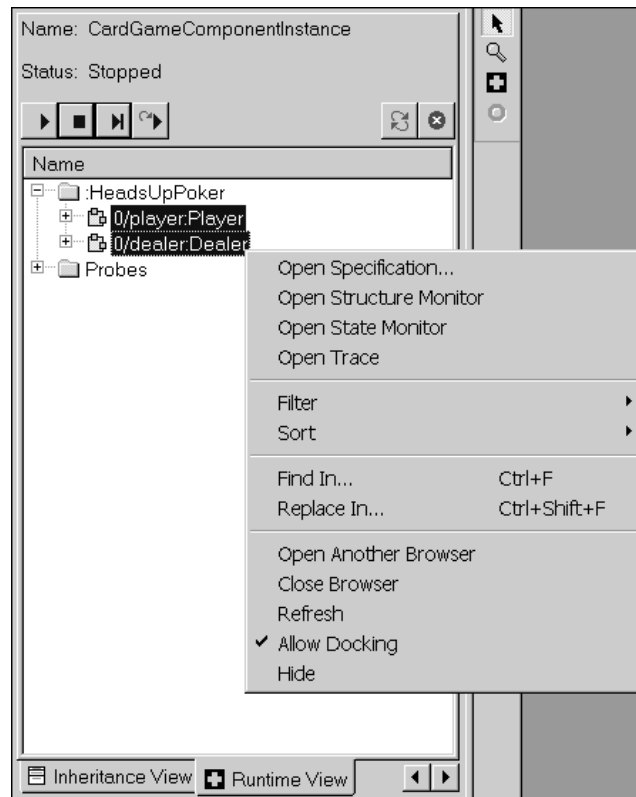 Name: CardGameComponentInstance
Status: Stopped
Name
:HeadsUpPoker
0/player:Player
0/dealer:Dealer
Probes
Open Specification...
Open Structure Monitor
Open State Monitor
Open Trace
Filter
Sort
Find In... Ctrl+F
Replace In... Ctrl+Shift+F
Open Another Browser
Close Browser
Refresh
Allow Docking
Hide
Inheritance View Runtime View